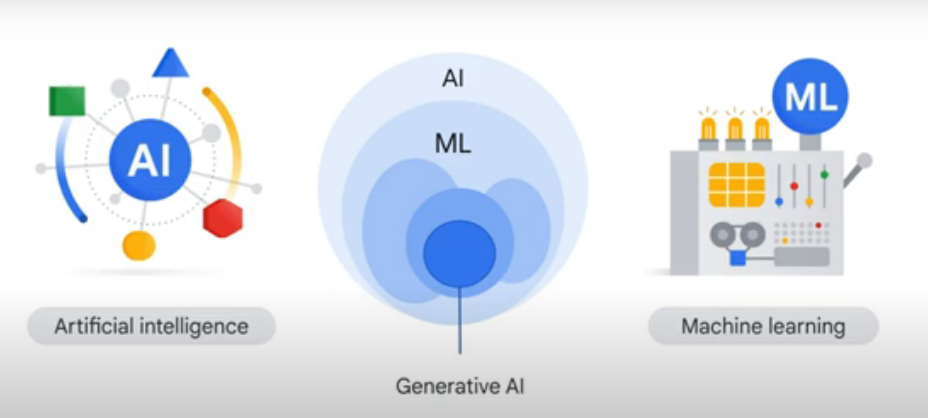 AI
ML
AI
ML
Artificial intelligence
Machine learning
Generative AI